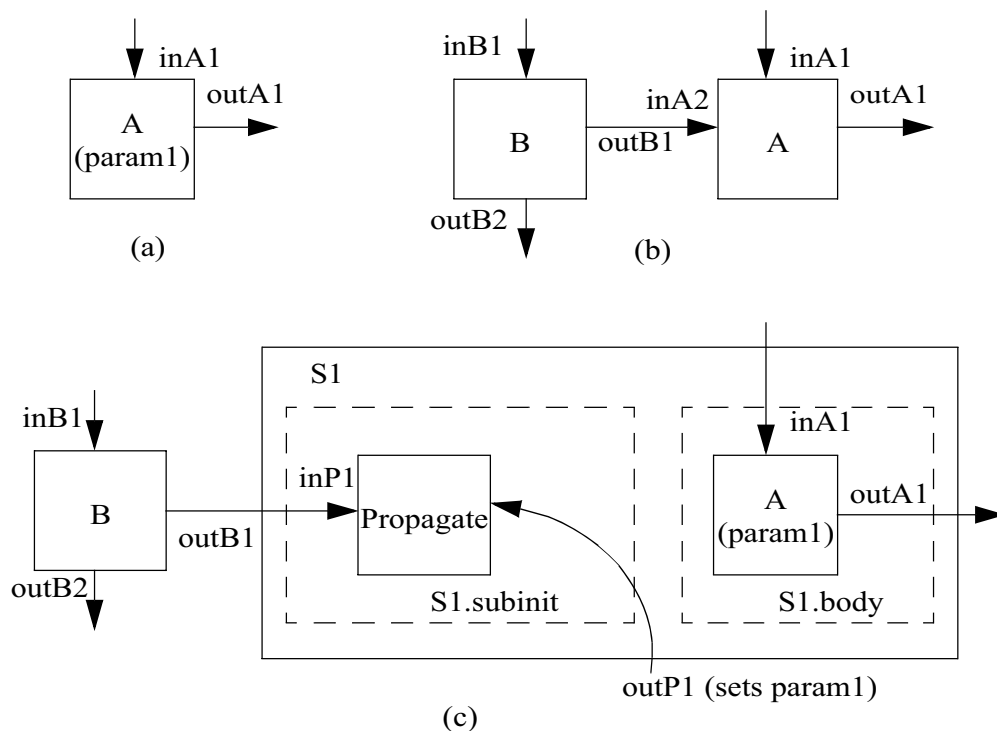 inA1
outA1
A
(param1)
(a)
inB1
inA1
inA2
outA1
B
outB1
A
outB2
(b)
S1
inB1
inA1
inP1
outA1
B
Propagate
A
(param1)
outB1
outB2
S1.subinit
S1.body
outP1 (sets param1)
(c)